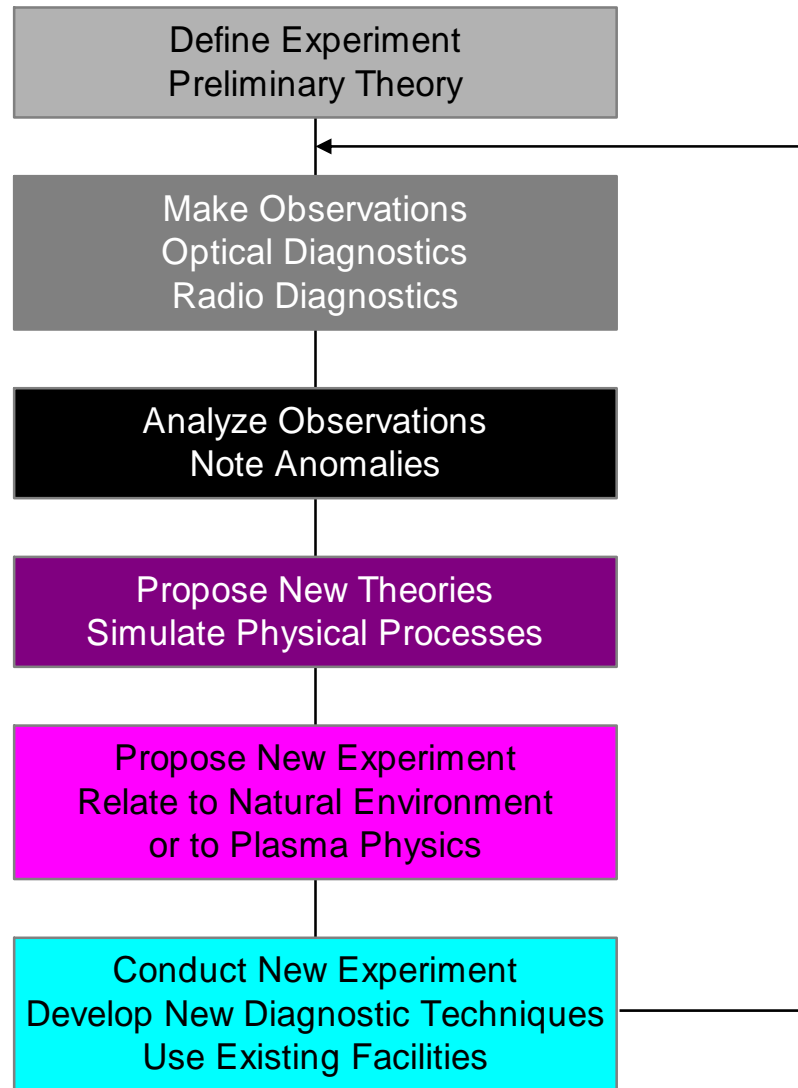 Define Experiment
Preliminary Theory
Make Observations
Optical Diagnostics
Radio Diagnostics
Analyze Observations
Note Anomalies
Propose New Theories
Simulate Physical Processes
Propose New Experiment
Relate to Natural Environment
or to Plasma Physics
Conduct New Experiment
Develop New Diagnostic Techniques
Use Existing Facilities